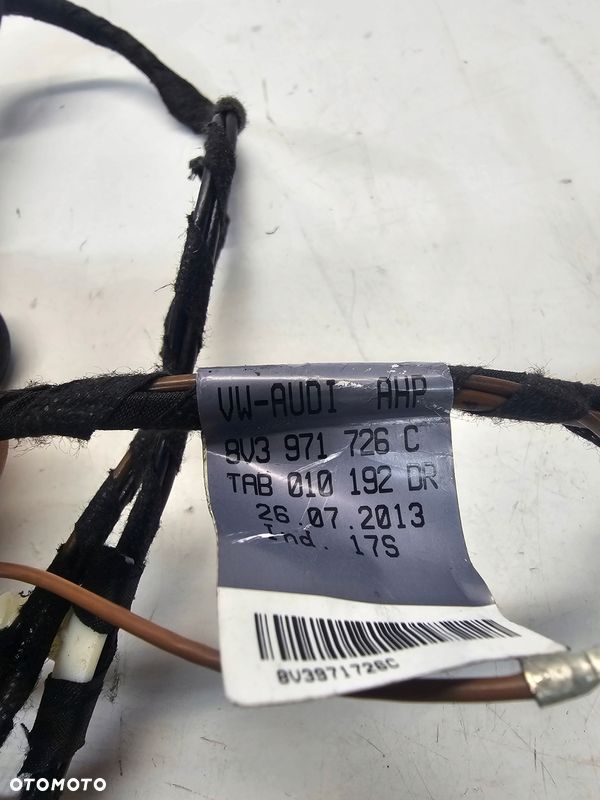 VW-AUDI AHP
8V3 971 726 C
TAB 010 192 DR
26.07.2013
Ind. 17S
8V3971726C
OTOMOTO